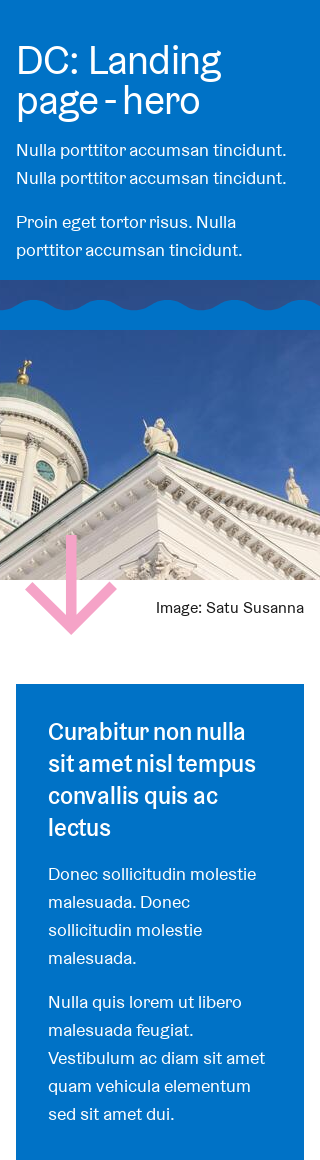 DC: Landing
page - hero
Nulla porttitor accumsan tincidunt.
Nulla porttitor accumsan tincidunt.
Proin eget tortor risus. Nulla
porttitor accumsan tincidunt.
Image: Satu Susanna
Curabitur non nulla
sit amet nisl tempus
convallis quis ac
lectus
Donec sollicitudin molestie
malesuada. Donec
sollicitudin molestie
malesuada.
Nulla quis lorem ut libero
malesuada feugiat.
Vestibulum ac diam sit amet
quam vehicula elementum
sed sit amet dui.